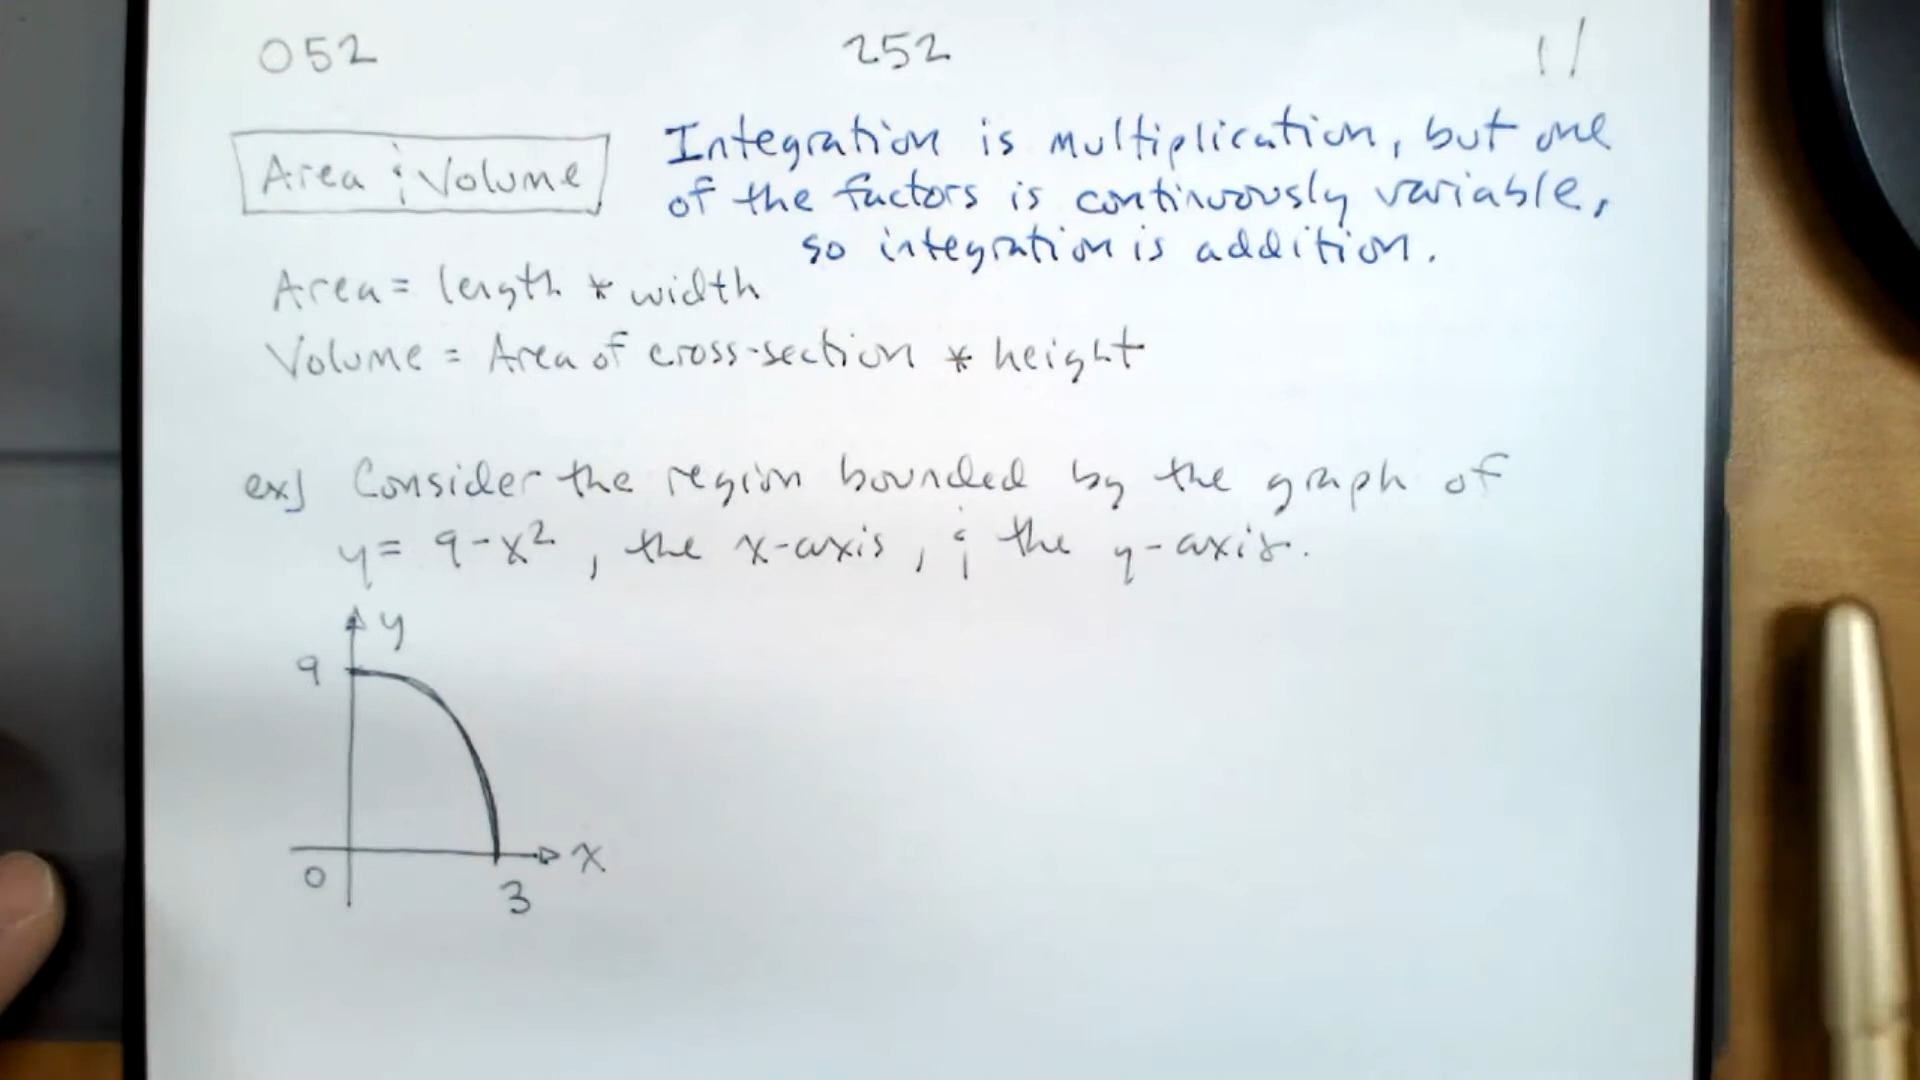 052 252 1/
Area & Volume
Integration is multiplication, but one
of the factors is continuously variable,
so integration is addition.
Area = length * width
Volume = Area of cross-section * height
ex] Consider the region bounded by the graph of
y = 9-x², the x-axis, & the y-axis.
y
9
x
0
3